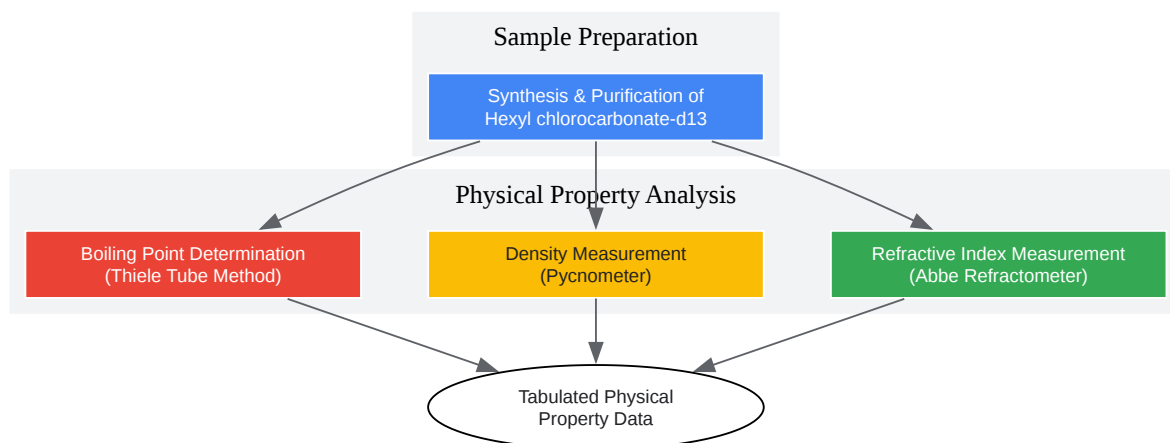 Sample Preparation
Synthesis & Purification of
Hexyl chlorocarbonate-d13
Physical Property Analysis
Boiling Point Determination
(Thiele Tube Method)
Density Measurement
(Pycnometer)
Refractive Index Measurement
(Abbe Refractometer)
Tabulated Physical
Property Data